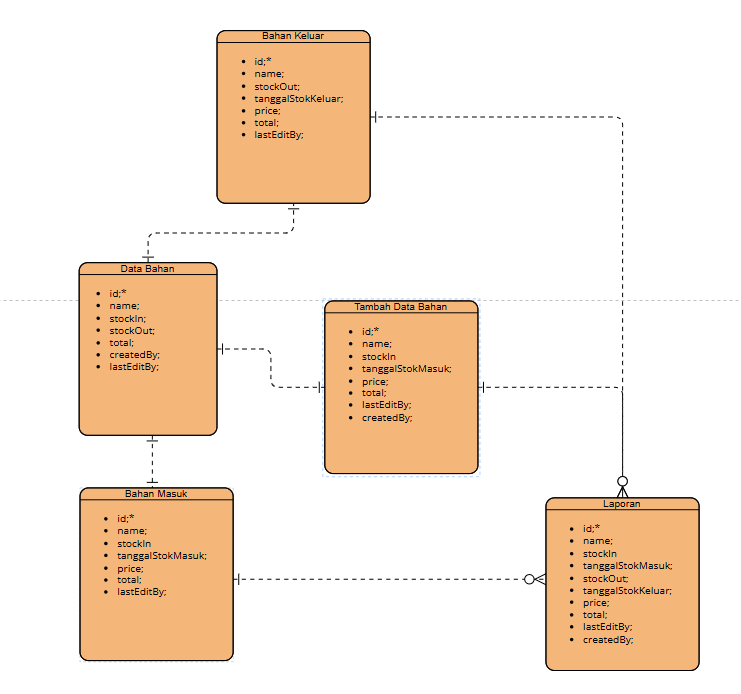 Bahan Keluar
id;*
name;
stockOut;
tanggalStokKeluar;
price;
total;
lastEditBy;
Data Bahan
id;*
name;
stockIn;
stockOut;
total;
createdBy;
lastEditBy;
Tambah Data Bahan
id;*
name;
stockIn
tanggalStokMasuk;
price;
total;
lastEditBy;
createdBy;
Bahan Masuk
id;*
name;
stockIn
tanggalStokMasuk;
price;
total;
lastEditBy;
Laporan
id;*
name;
stockIn
tanggalStokMasuk;
stockOut;
tanggalStokKeluar;
price;
total;
lastEditBy;
createdBy;